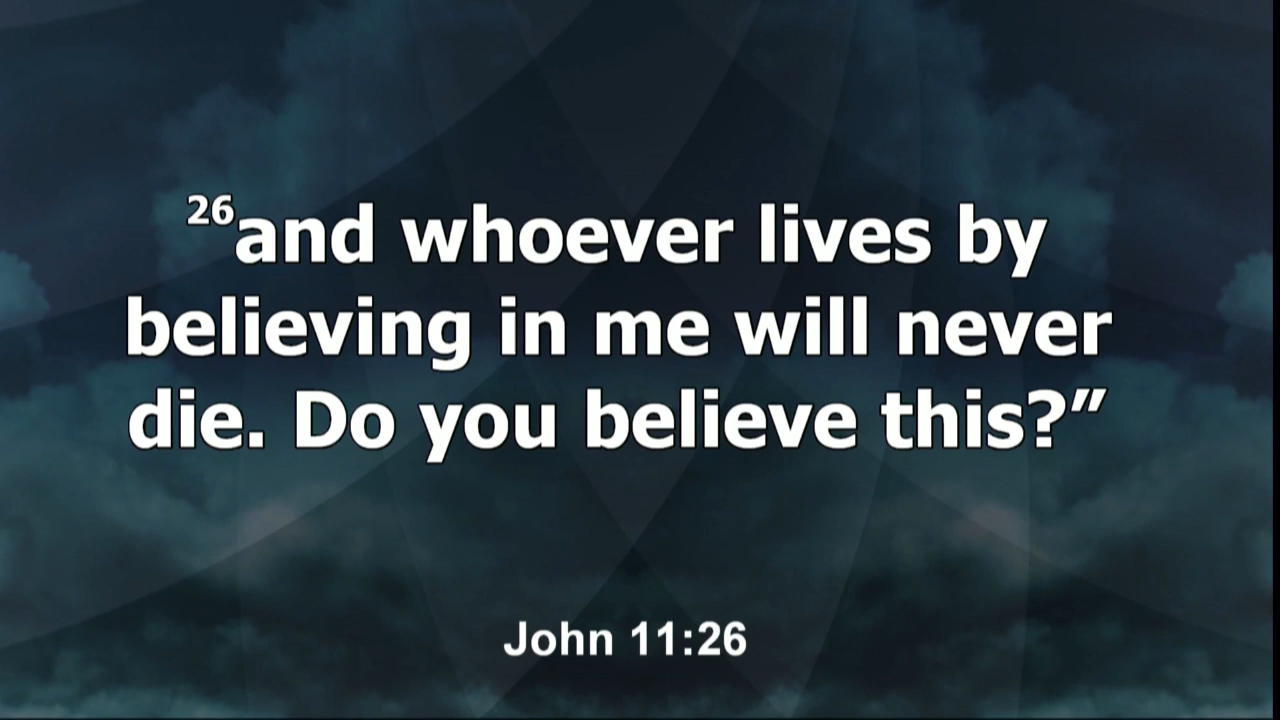 26and whoever lives by
believing in me will never
die. Do you believe this?”
John 11:26